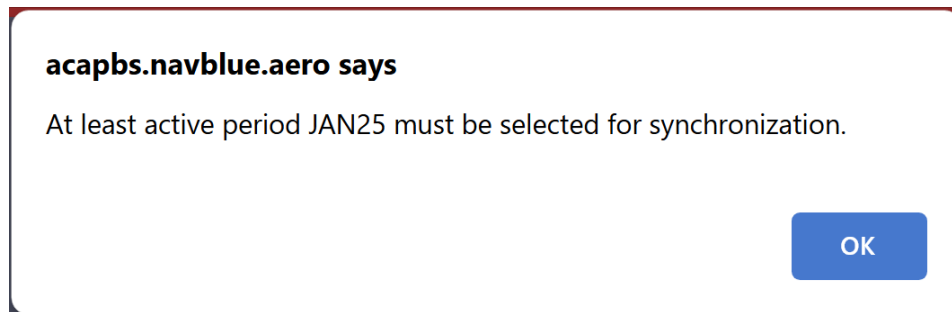 acapbs.navblue.aero says
At least active period JAN25 must be selected for synchronization.
OK